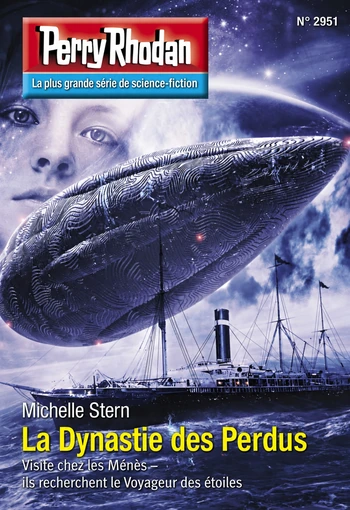 N° 2951
Perry Rhodan
La plus grande série de science-fiction
Michelle Stern
La Dynastie des Perdus
Visite chez les Ménès –
ils recherchent le Voyageur des étoiles